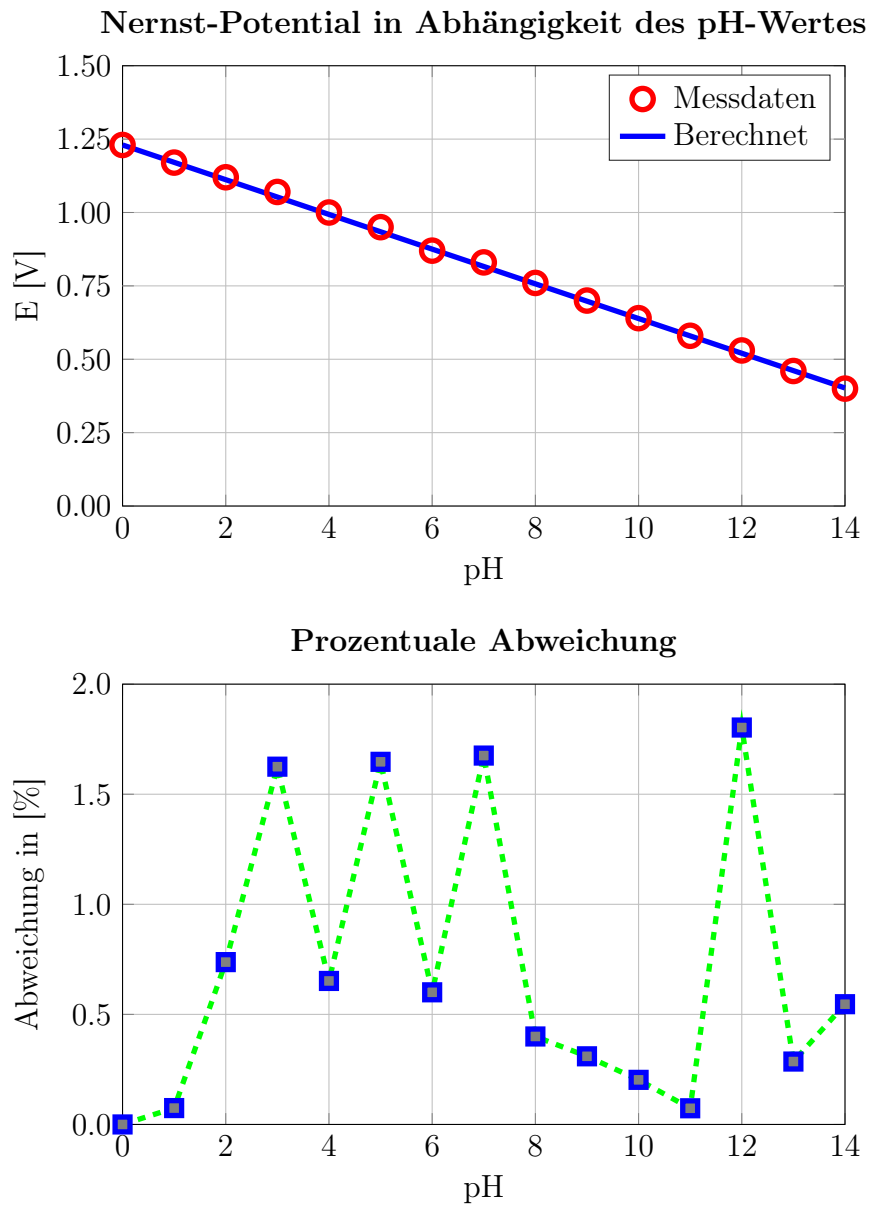 Nernst-Potential in Abhängigkeit des pH-Wertes
1.50
1.25
1.00
0.75
0.50
0.25
0.00
E [V]
Messdaten
Berechnet
0 2 4 6 8 10 12 14
pH
Prozentuale Abweichung
2.0
1.5
1.0
0.5
0.0
Abweichung in [%]
0 2 4 6 8 10 12 14
pH